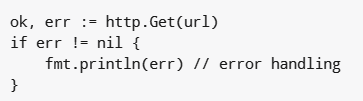 ok, err := http.Get(url)
if err != nil {
    fmt.println(err) // error handling
}